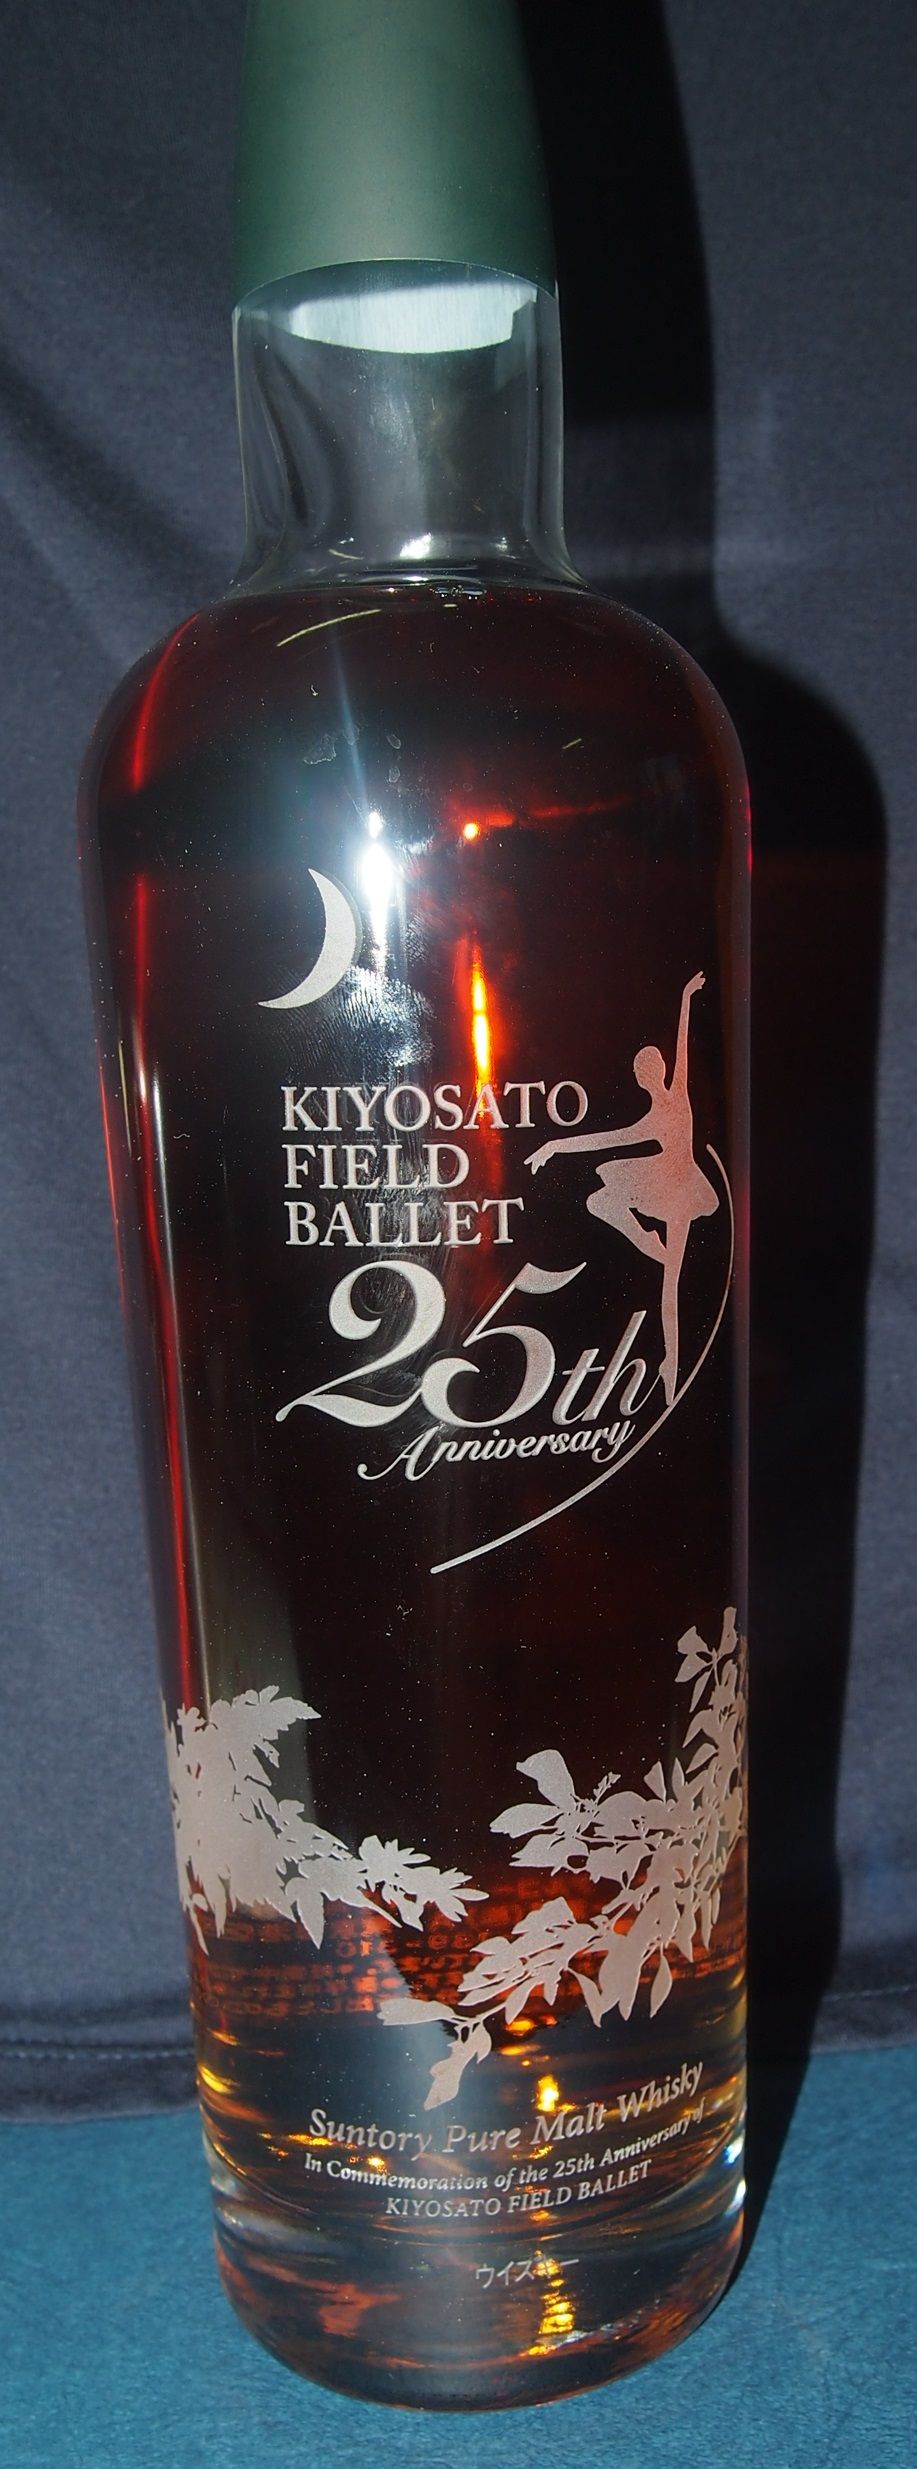 KIYOSATO
FIELD
BALLET
25th
Anniversary
Suntory Pure Malt Whisky
In Commemoration of the 25th Anniversary of
KIYOSATO FIELD BALLET
ウイスキー